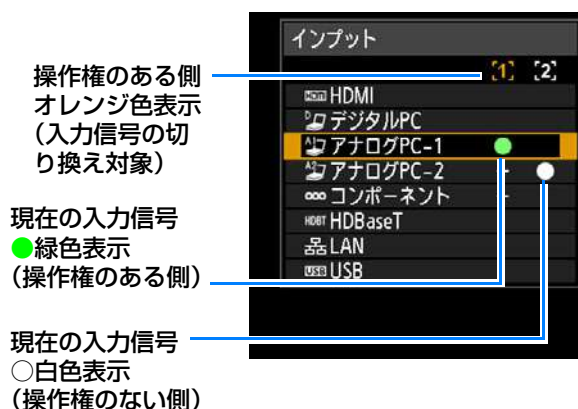 操作権のある側
オレンジ色表示
（入力信号の切
り換え対象）
現在の入力信号
●緑色表示
（操作権のある側）
現在の入力信号
○白色表示
（操作権のない側）
インプット
[1] [2]
HDMI HDMI
D デジタルPC
A1 アナログPC-1 ●
A2 アナログPC-2 - ●
コンポーネント -
HDBT HDBaseT
LAN
USB USB